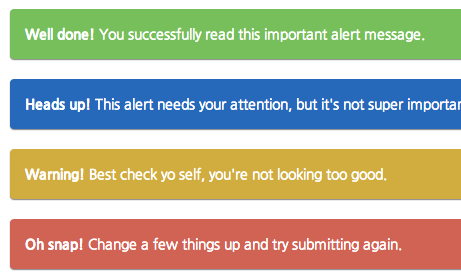 Well done! You successfully read this important alert message.
Heads up! This alert needs your attention, but it's not super importan
Warning! Best check yo self, you're not looking too good.
Oh snap! Change a few things up and try submitting again.